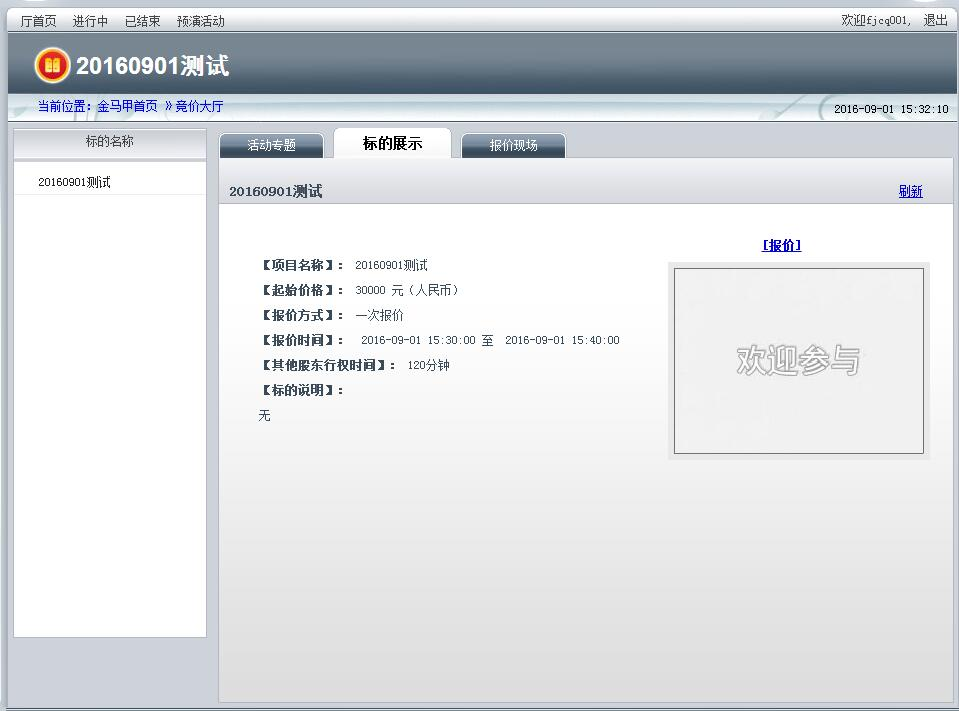 厅首页 进行中 已结束 预演活动 欢迎fjcq001, 退出
20160901测试
当前位置：金马甲首页 » 竞价大厅 2016-09-01 15:32:10
标的名称
20160901测试
活动专题 标的展示 报价现场
20160901测试 刷新
[报价]
【项目名称】： 20160901测试
【起始价格】： 30000 元（人民币）
【报价方式】： 一次报价
【报价时间】： 2016-09-01 15:30:00 至 2016-09-01 15:40:00
【其他股东行权时间】： 120分钟
【标的说明】：
无
欢迎参与